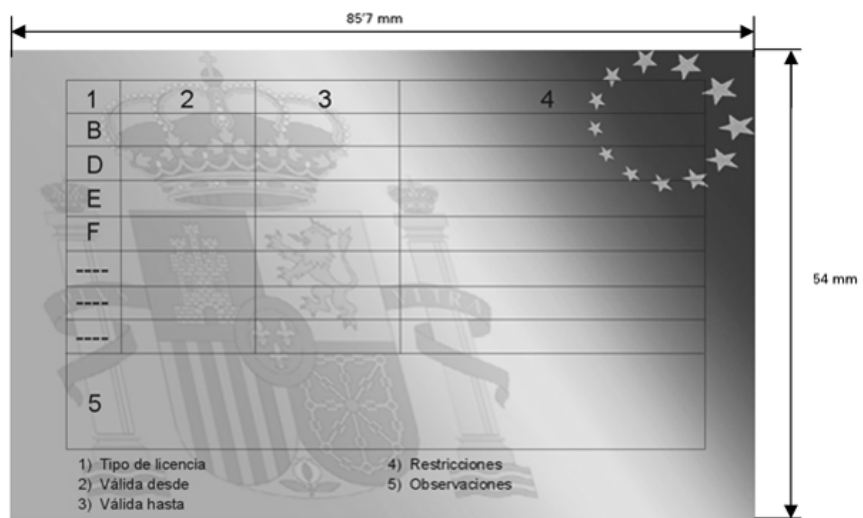 85'7 mm
1 2 3 4
B
D
E
F
----
----
----
5
54 mm
1) Tipo de licencia
2) Válida desde
3) Válida hasta
4) Restricciones
5) Observaciones